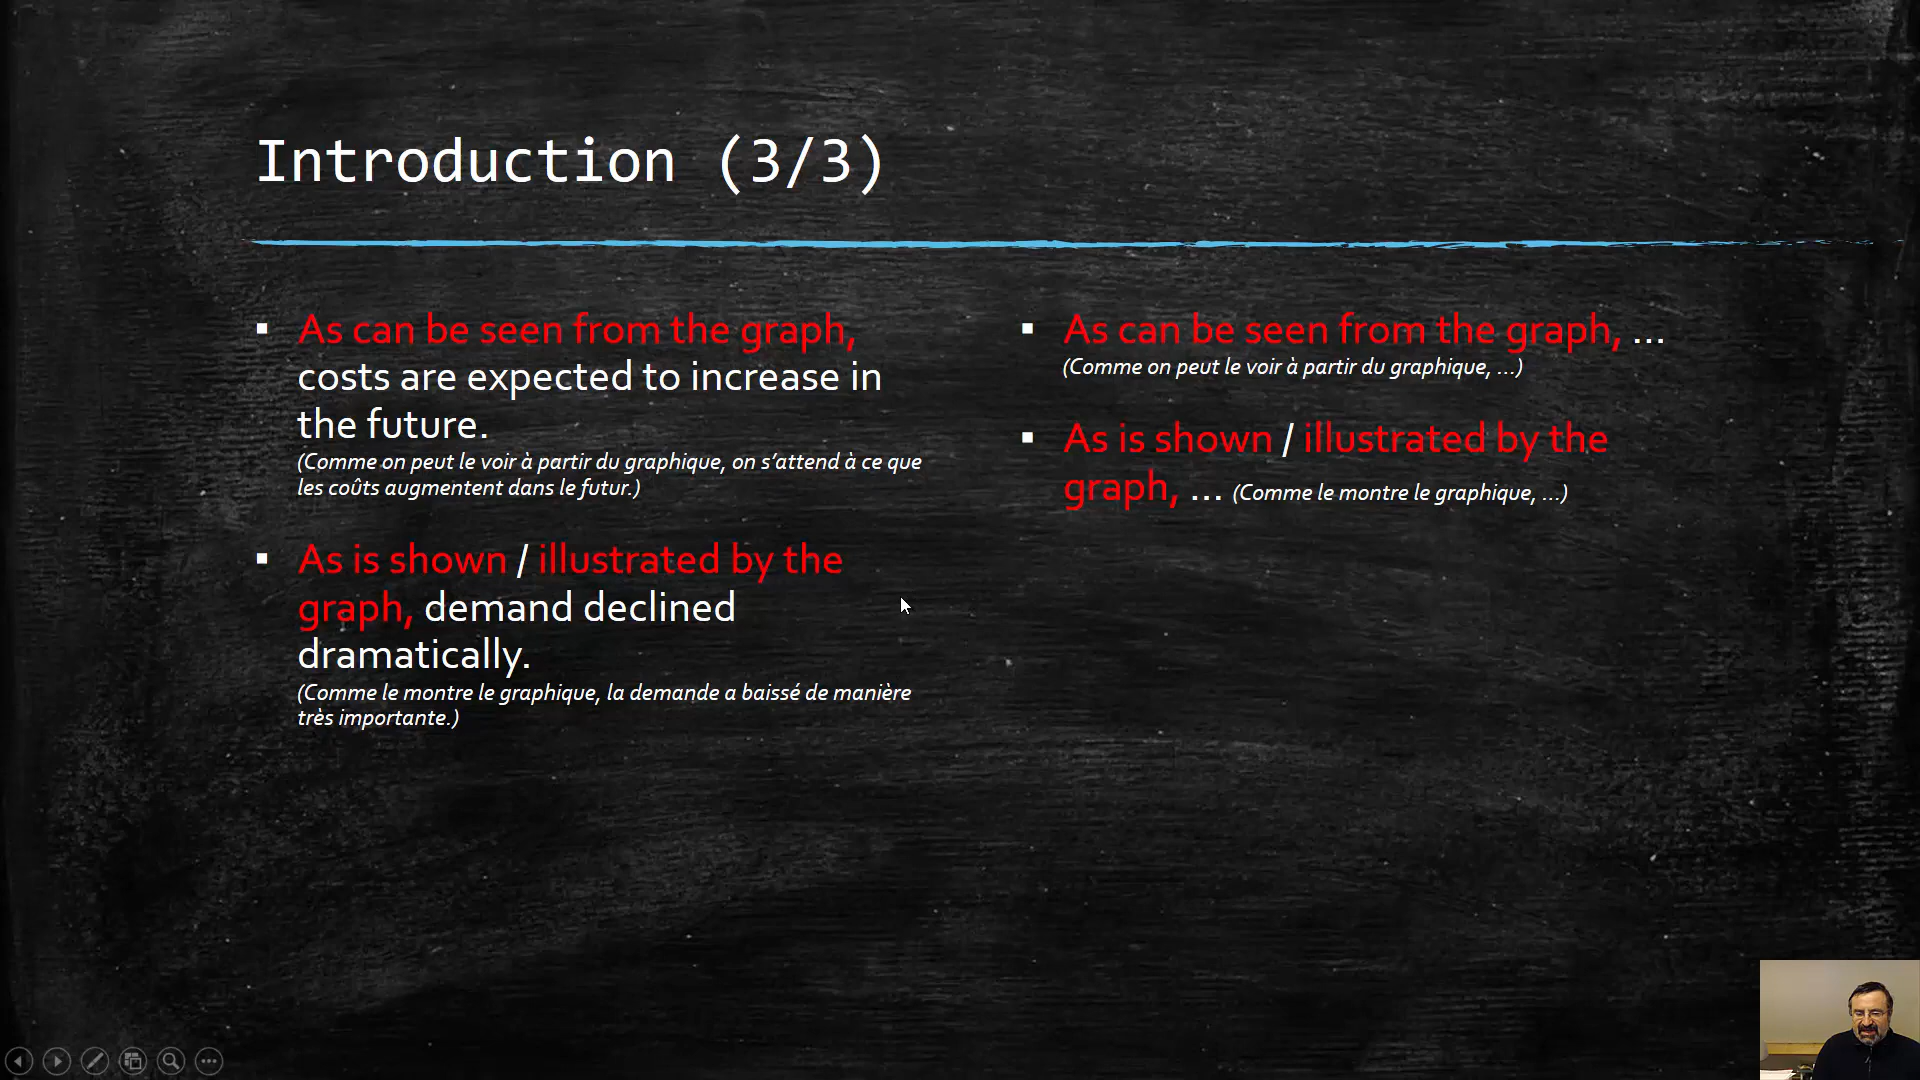 Introduction (3/3)
▪ As can be seen from the graph,
costs are expected to increase in
the future.
(Comme on peut le voir à partir du graphique, on s’attend à ce que
les coûts augmentent dans le futur.)
▪ As is shown / illustrated by the
graph, demand declined
dramatically.
(Comme le montre le graphique, la demande a baissé de manière
très importante.)
▪ As can be seen from the graph, ...
(Comme on peut le voir à partir du graphique, ...)
▪ As is shown / illustrated by the
graph, ... (Comme le montre le graphique, ...)